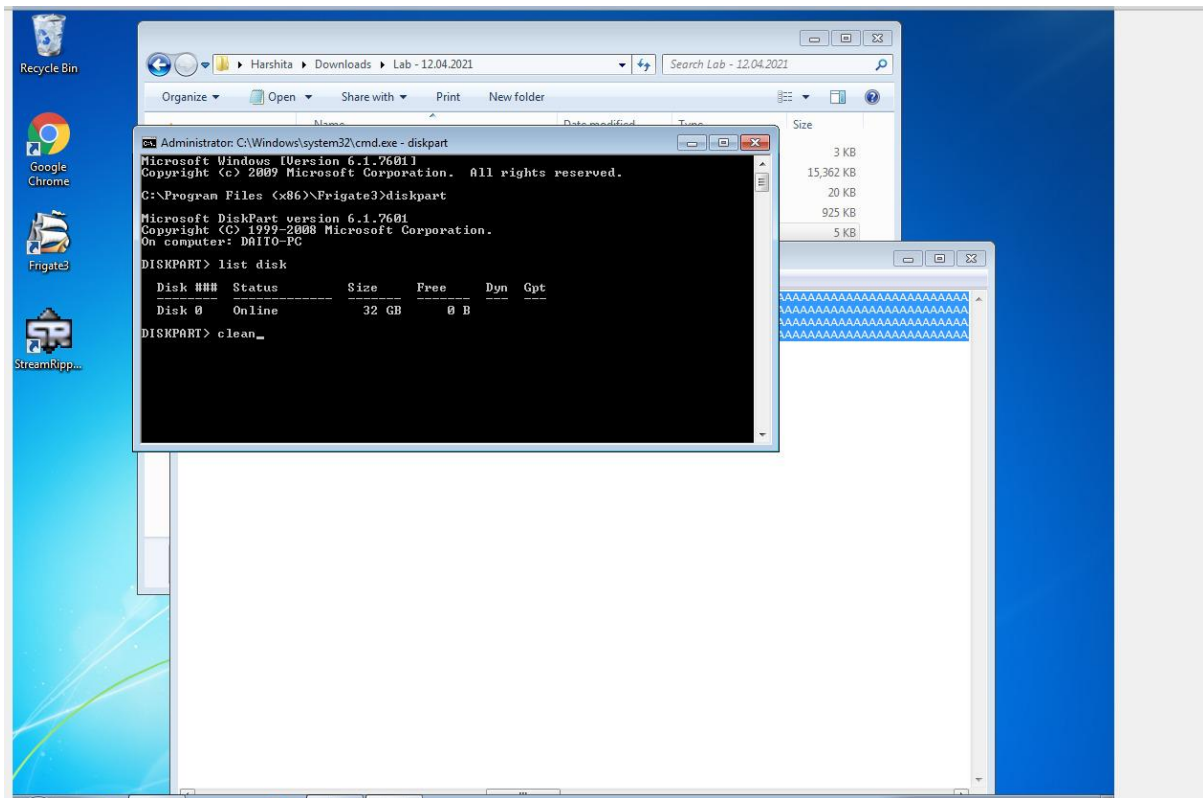 Recycle Bin
Google
Chrome
Frigate3
StreamRipp...
Harshita Downloads Lab - 12.04.2021
Search Lab - 12.04.2021
Organize Open Share with Print New folder
Name Date modified Type Size
3 KB
15,362 KB
20 KB
925 KB
5 KB
Administrator: C:\Windows\system32\cmd.exe - diskpart
Microsoft Windows [Version 6.1.7601]
Copyright (c) 2009 Microsoft Corporation. All rights reserved.
C:\Program Files (x86)\Frigate3>diskpart
Microsoft DiskPart version 6.1.7601
Copyright (C) 1999-2008 Microsoft Corporation.
On computer: DAITO-PC
DISKPART> list disk
Disk ### Status Size Free Dyn Gpt
-------- ------------- ------- ------- --- ---
Disk 0 Online 32 GB 0 B
DISKPART> clean_